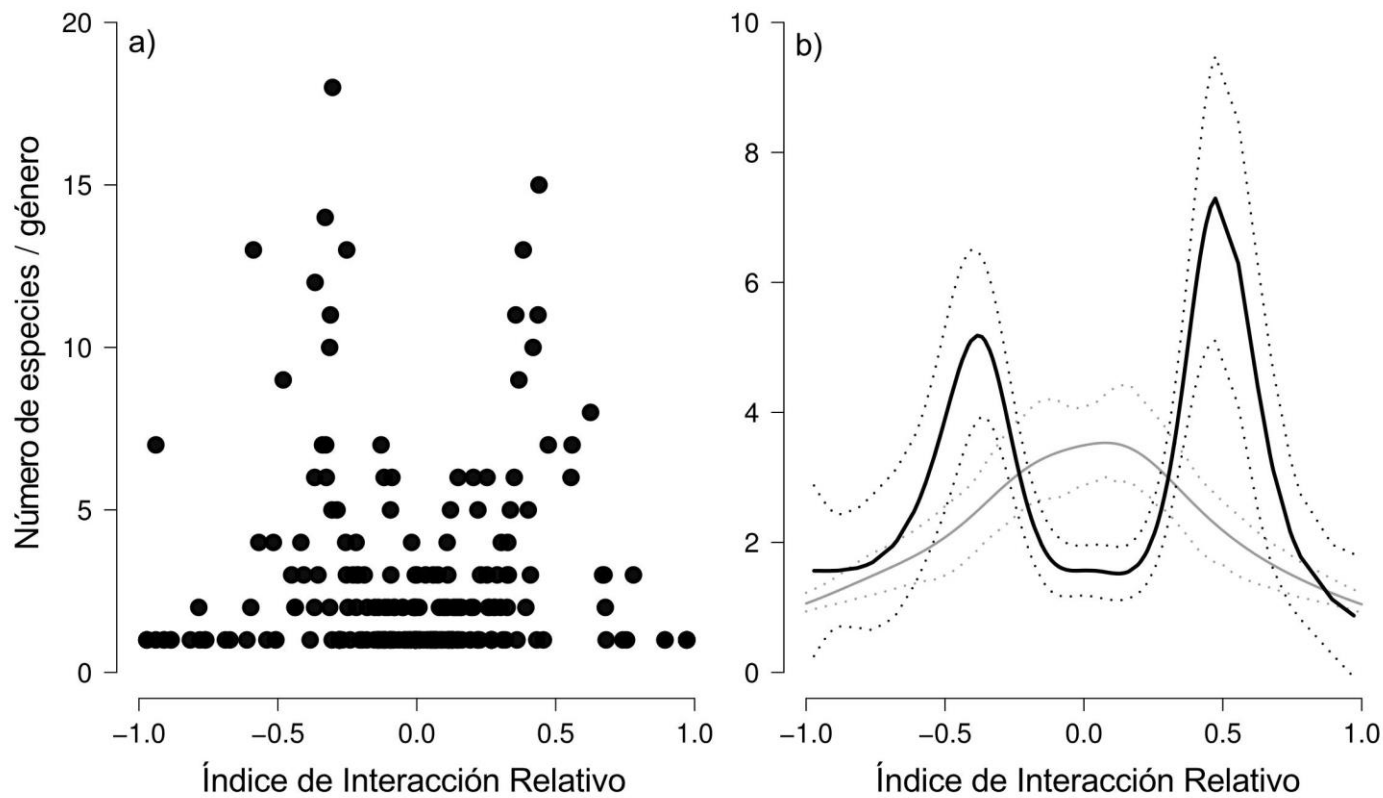 a)
Número de especies / género
20
15
10
5
0
−1.0 −0.5 0.0 0.5 1.0
Índice de Interacción Relativo
b)
10
8
6
4
2
0
−1.0 −0.5 0.0 0.5 1.0
Índice de Interacción Relativo